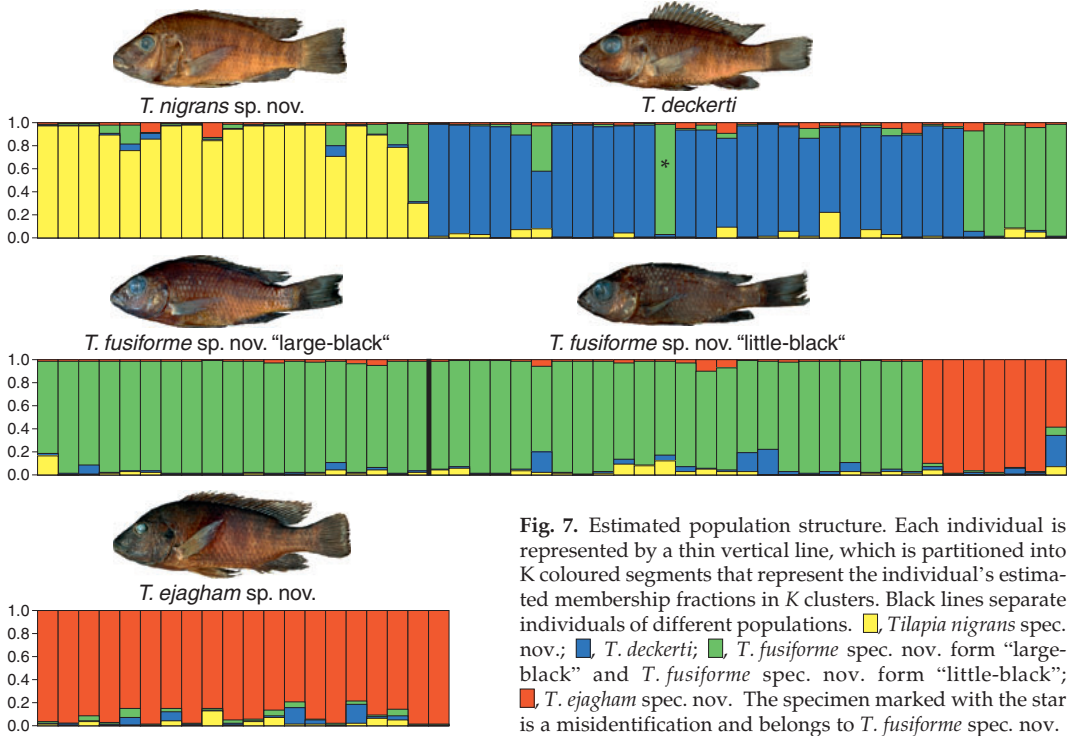 T. nigrans sp. nov.
T. deckerti
1.0
0.8
0.6
0.4
0.2
0.0
*
T. fusiforme sp. nov. “large-black“
T. fusiforme sp. nov. “little-black“
1.0
0.8
0.6
0.4
0.2
0.0
T. ejagham sp. nov.
1.0
0.8
0.6
0.4
0.2
0.0
Fig. 7. Estimated population structure. Each individual is
represented by a thin vertical line, which is partitioned into
K coloured segments that represent the individual’s estima-
ted membership fractions in K clusters. Black lines separate
individuals of different populations. , Tilapia nigrans spec.
nov.; , T. deckerti; , T. fusiforme spec. nov. form “large-
black” and T. fusiforme spec. nov. form “little-black”;
, T. ejagham spec. nov. The specimen marked with the star
is a misidentification and belongs to T. fusiforme spec. nov.